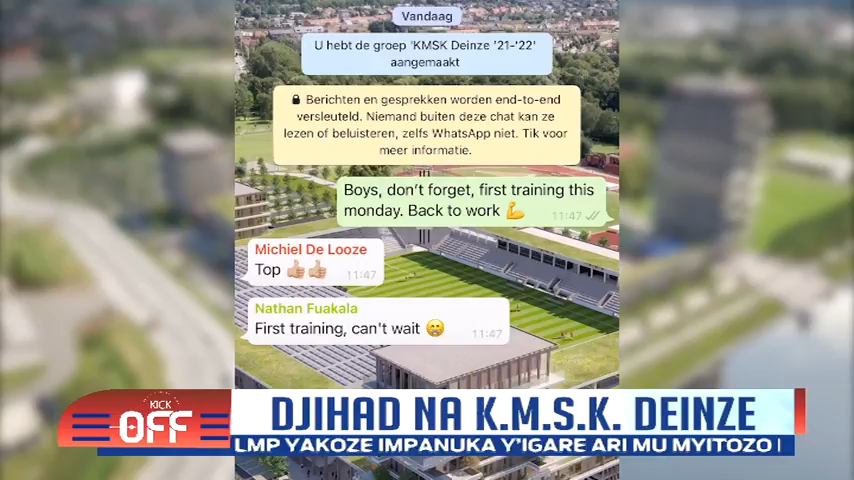 Vandaag
U hebt de groep 'KMSK Deinze '21-'22'
aangemaakt
Berichten en gesprekken worden end-to-end
versleuteld. Niemand buiten deze chat kan ze
lezen of beluisteren, zelfs WhatsApp niet. Tik voor
meer informatie.
Boys, don't forget, first training this
monday. Back to work 💪
11:47
Michiel De Looze
Top 👍🏼👍🏼
11:47
Nathan Fuakala
First training, can't wait 😁
11:47
KICK
OFF
DJIHAD NA K.M.S.K. DEINZE
LMP YAKOZE IMPANUKA Y'IGARE ARI MU MYITOZO